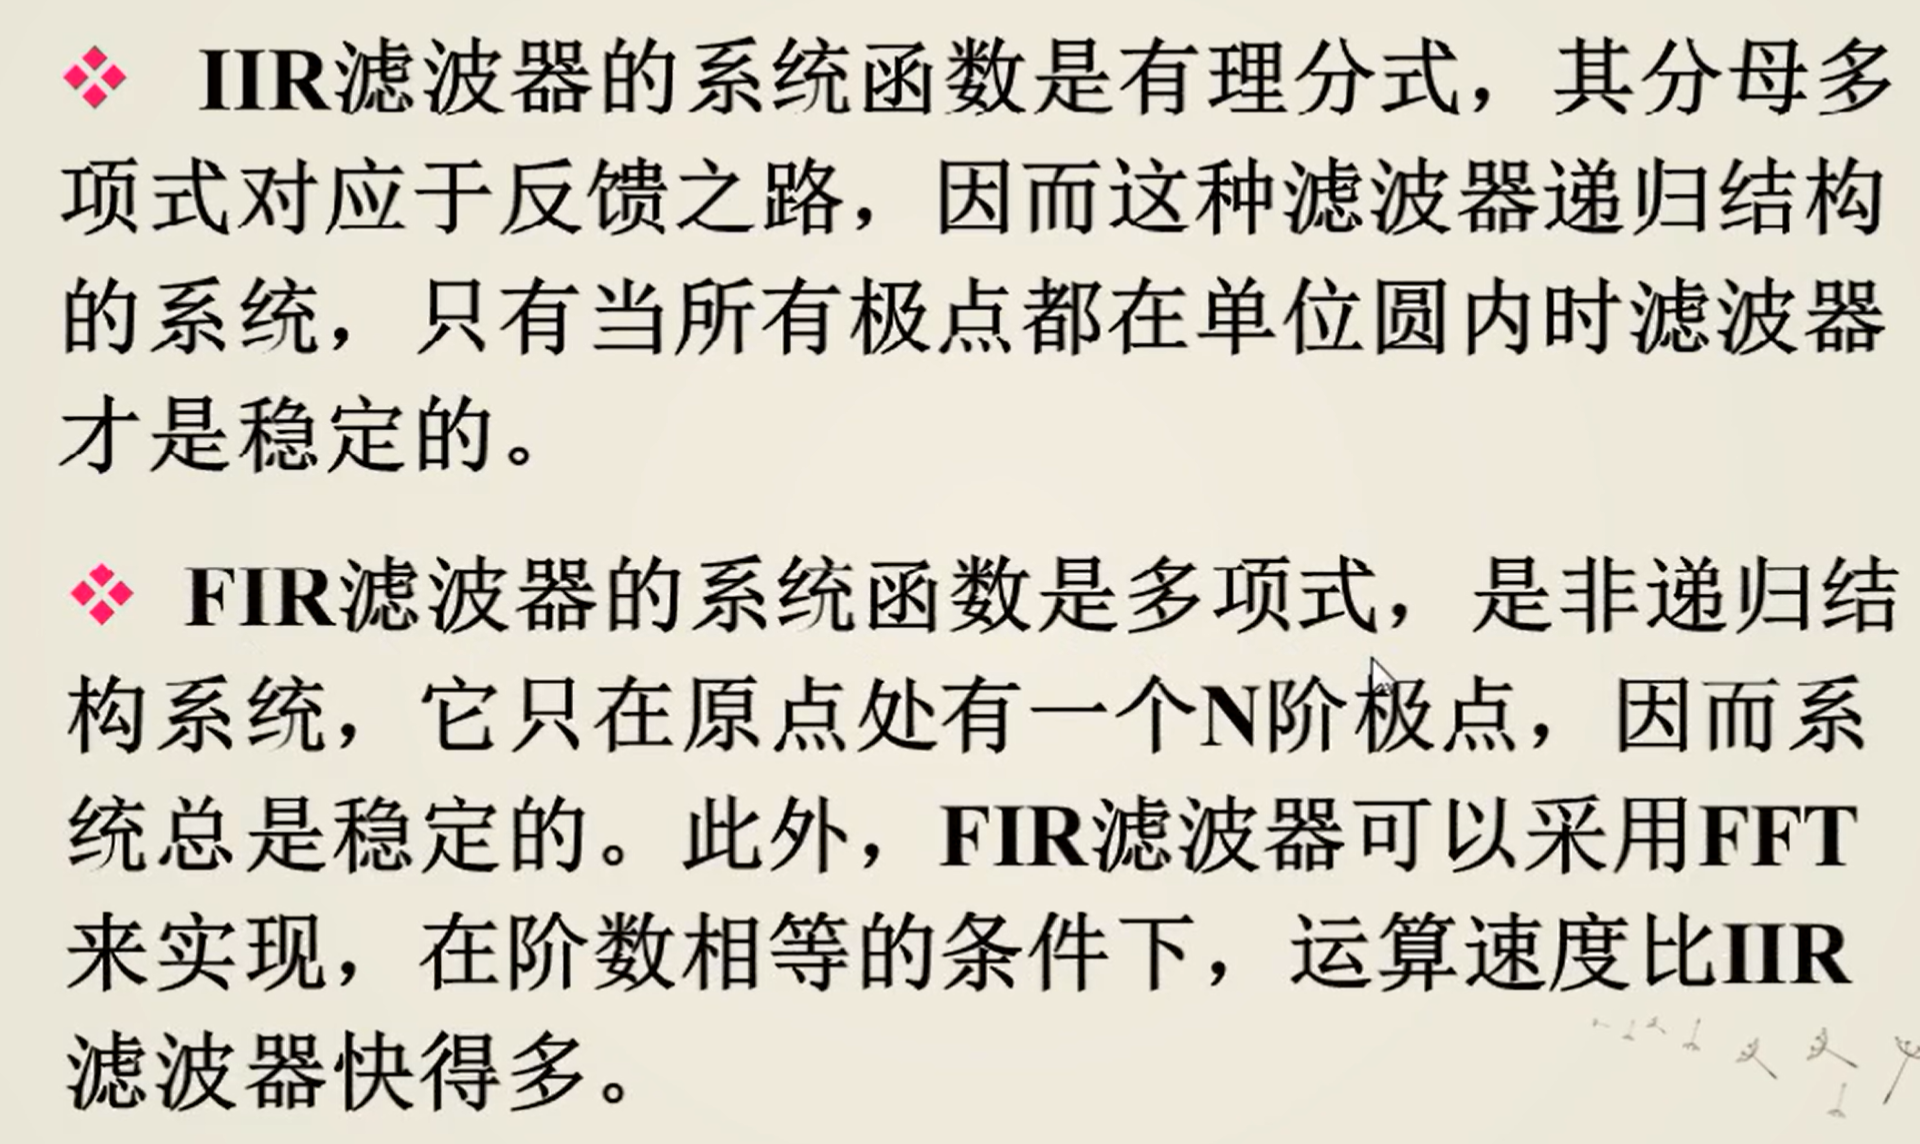 IIR滤波器的系统函数是有理分式，其分母多
项式对应于反馈之路，因而这种滤波器递归结构
的系统，只有当所有极点都在单位圆内时滤波器
才是稳定的。
FIR滤波器的系统函数是多项式，是非递归结
构系统，它只在原点处有一个N阶极点，因而系
统总是稳定的。此外，FIR滤波器可以采用FFT
来实现，在阶数相等的条件下，运算速度比IIR
滤波器快得多。